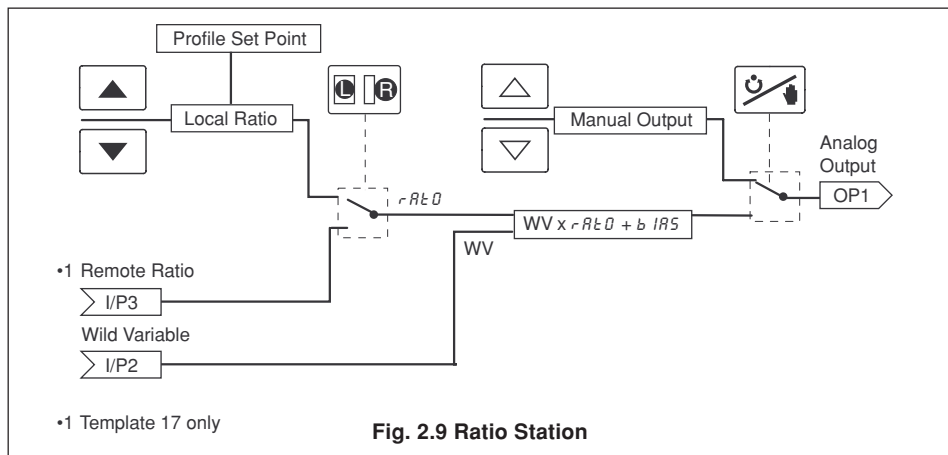 Profile Set Point
L R
Local Ratio
Manual Output
Analog
Output
OP1
rAtO
WV x rAtO + bIAS
WV
•1 Remote Ratio
I/P3
Wild Variable
I/P2
•1 Template 17 only
Fig. 2.9 Ratio Station